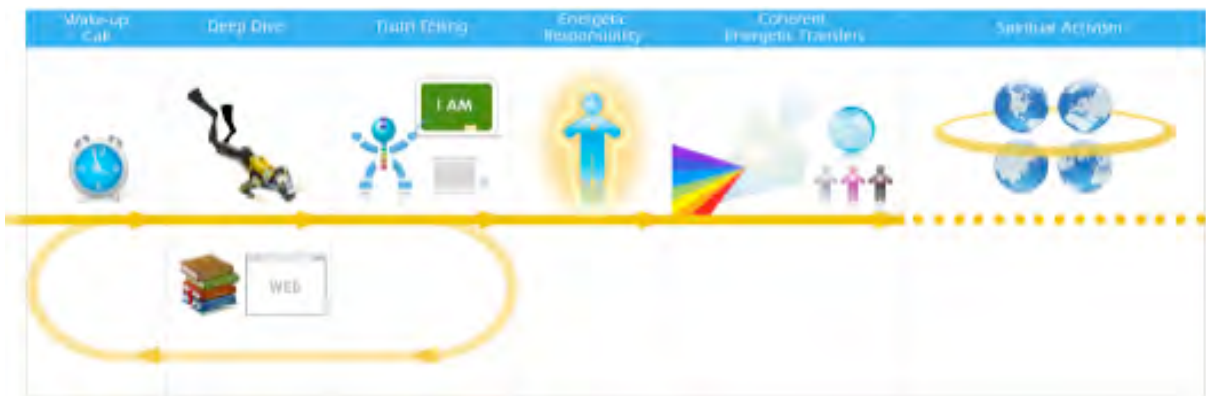 Wake-up
Call
Deep Dive
Truth Telling
Energetic
Responsibility
Coherent
Energetic Transfers
Spiritual Activism
I AM
WEB